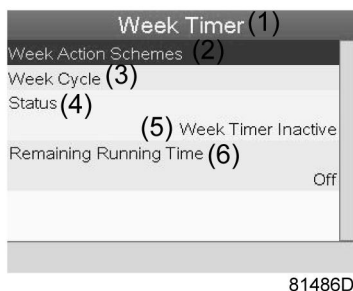 Week Timer (1)
Week Action Schemes (2)
Week Cycle (3)
Status (4)
(5) Week Timer Inactive
Remaining Running Time (6)
Off
81486D